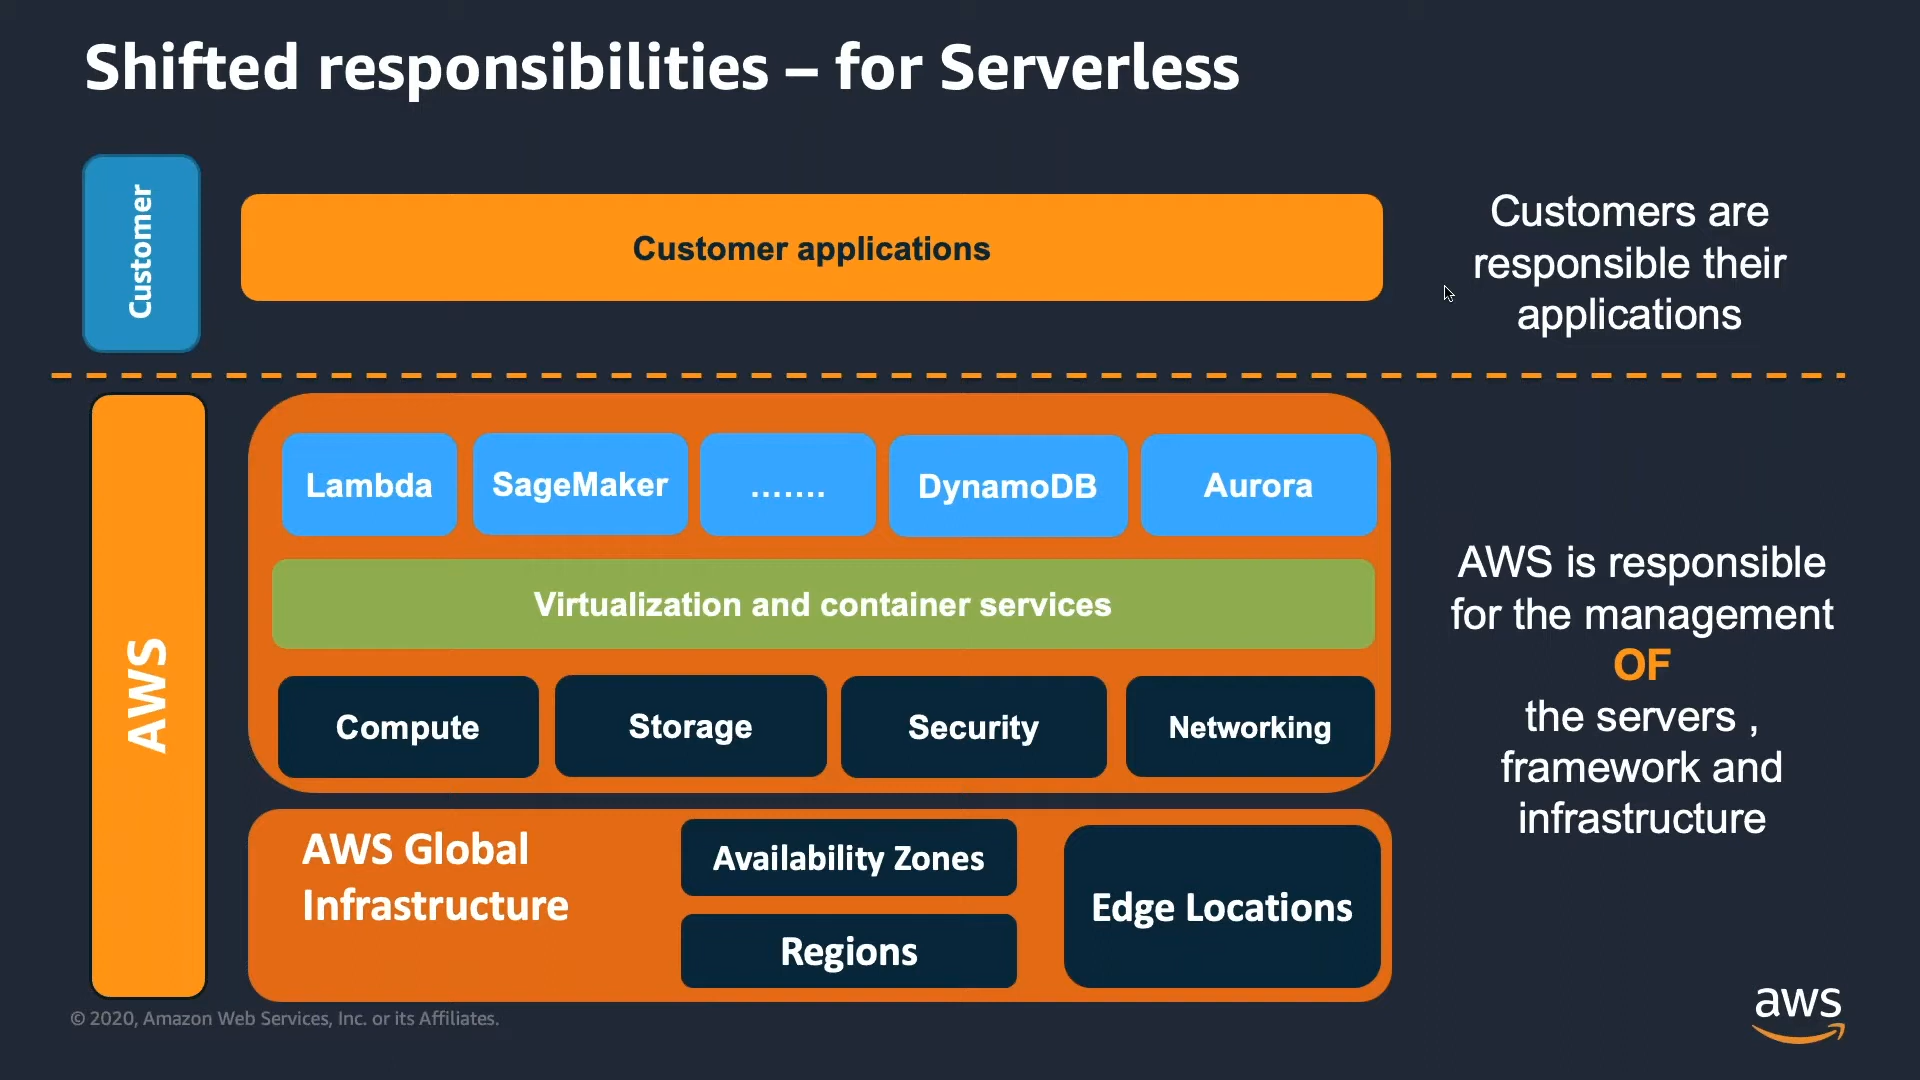 Shifted responsibilities – for Serverless
Customer
Customer applications
Customers are
responsible their
applications
AWS
Lambda
SageMaker
.......
DynamoDB
Aurora
Virtualization and container services
Compute
Storage
Security
Networking
AWS is responsible
for the management
OF
the servers ,
framework and
infrastructure
AWS Global
Infrastructure
Availability Zones
Regions
Edge Locations
© 2020, Amazon Web Services, Inc. or its Affiliates.
aws